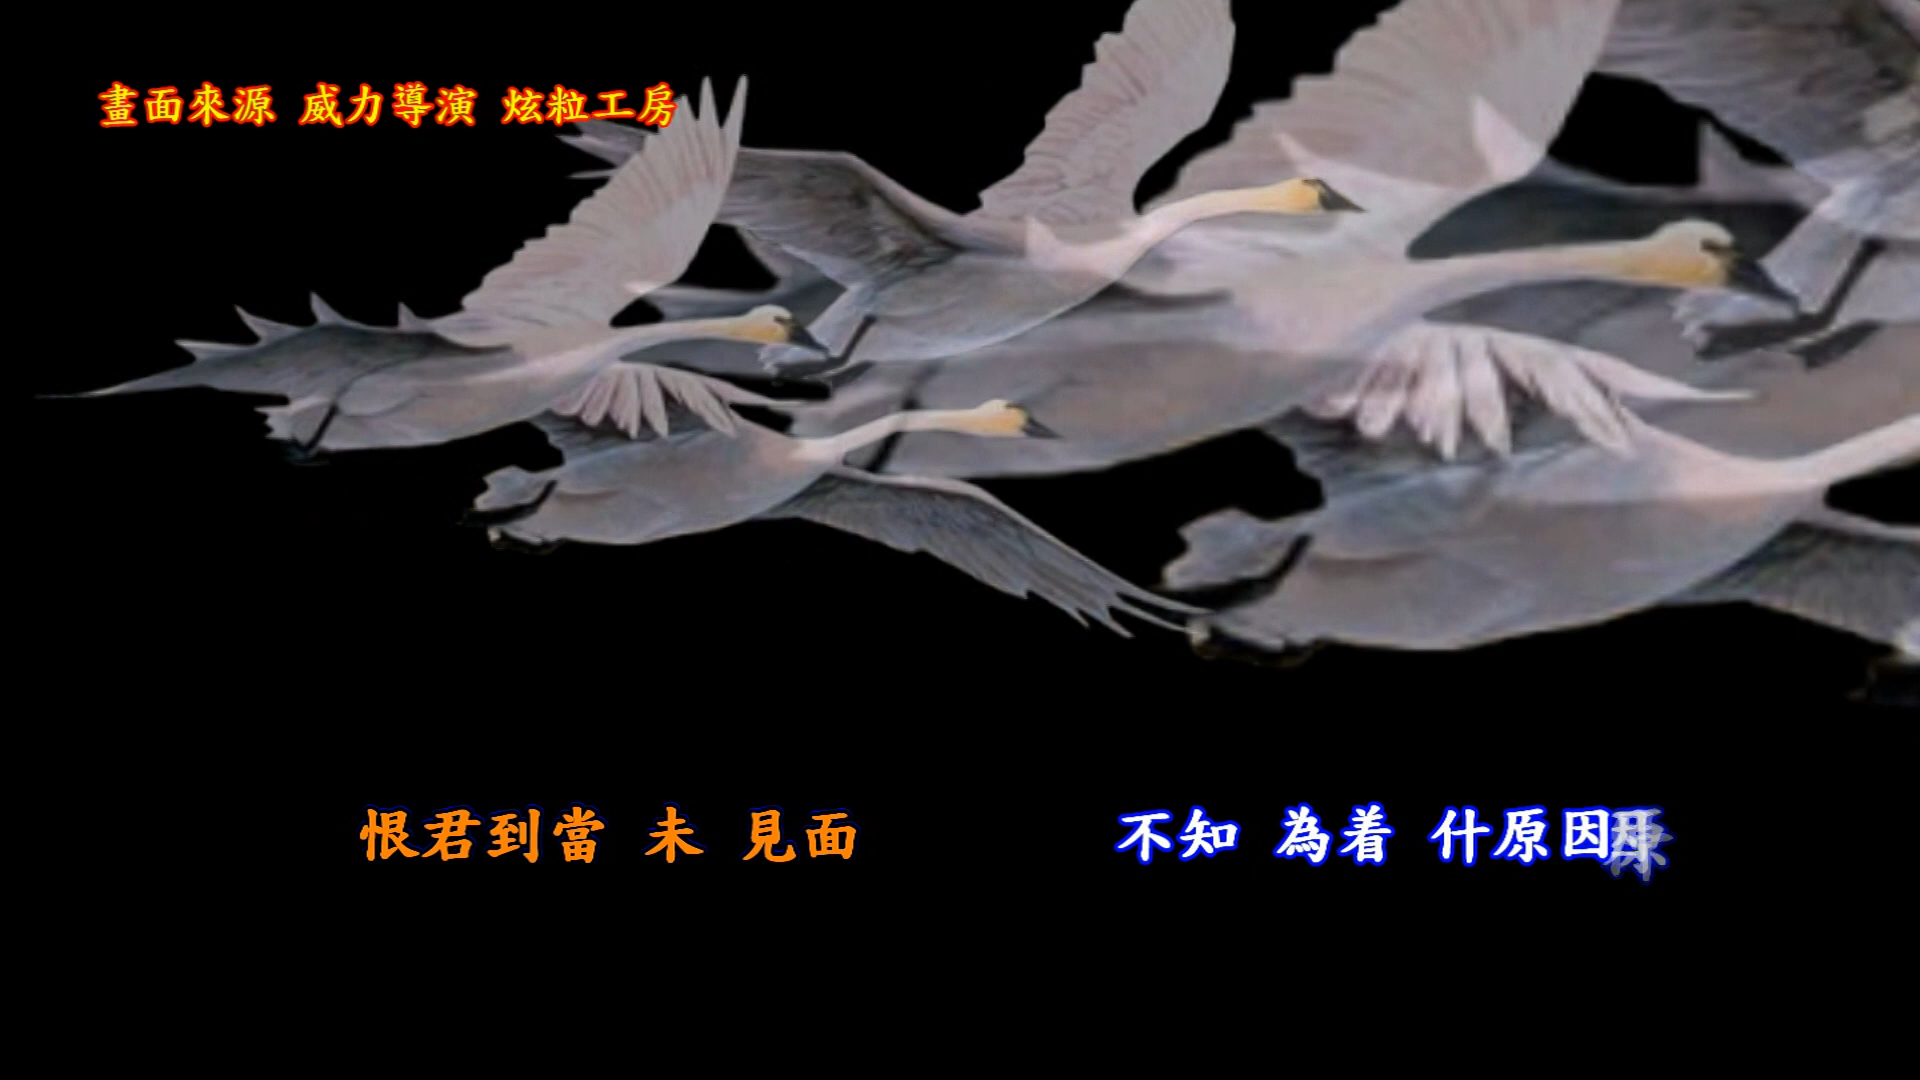 畫面來源 威力導演 炫粒工房
恨君到當 未 見面
不知 為着 什原因